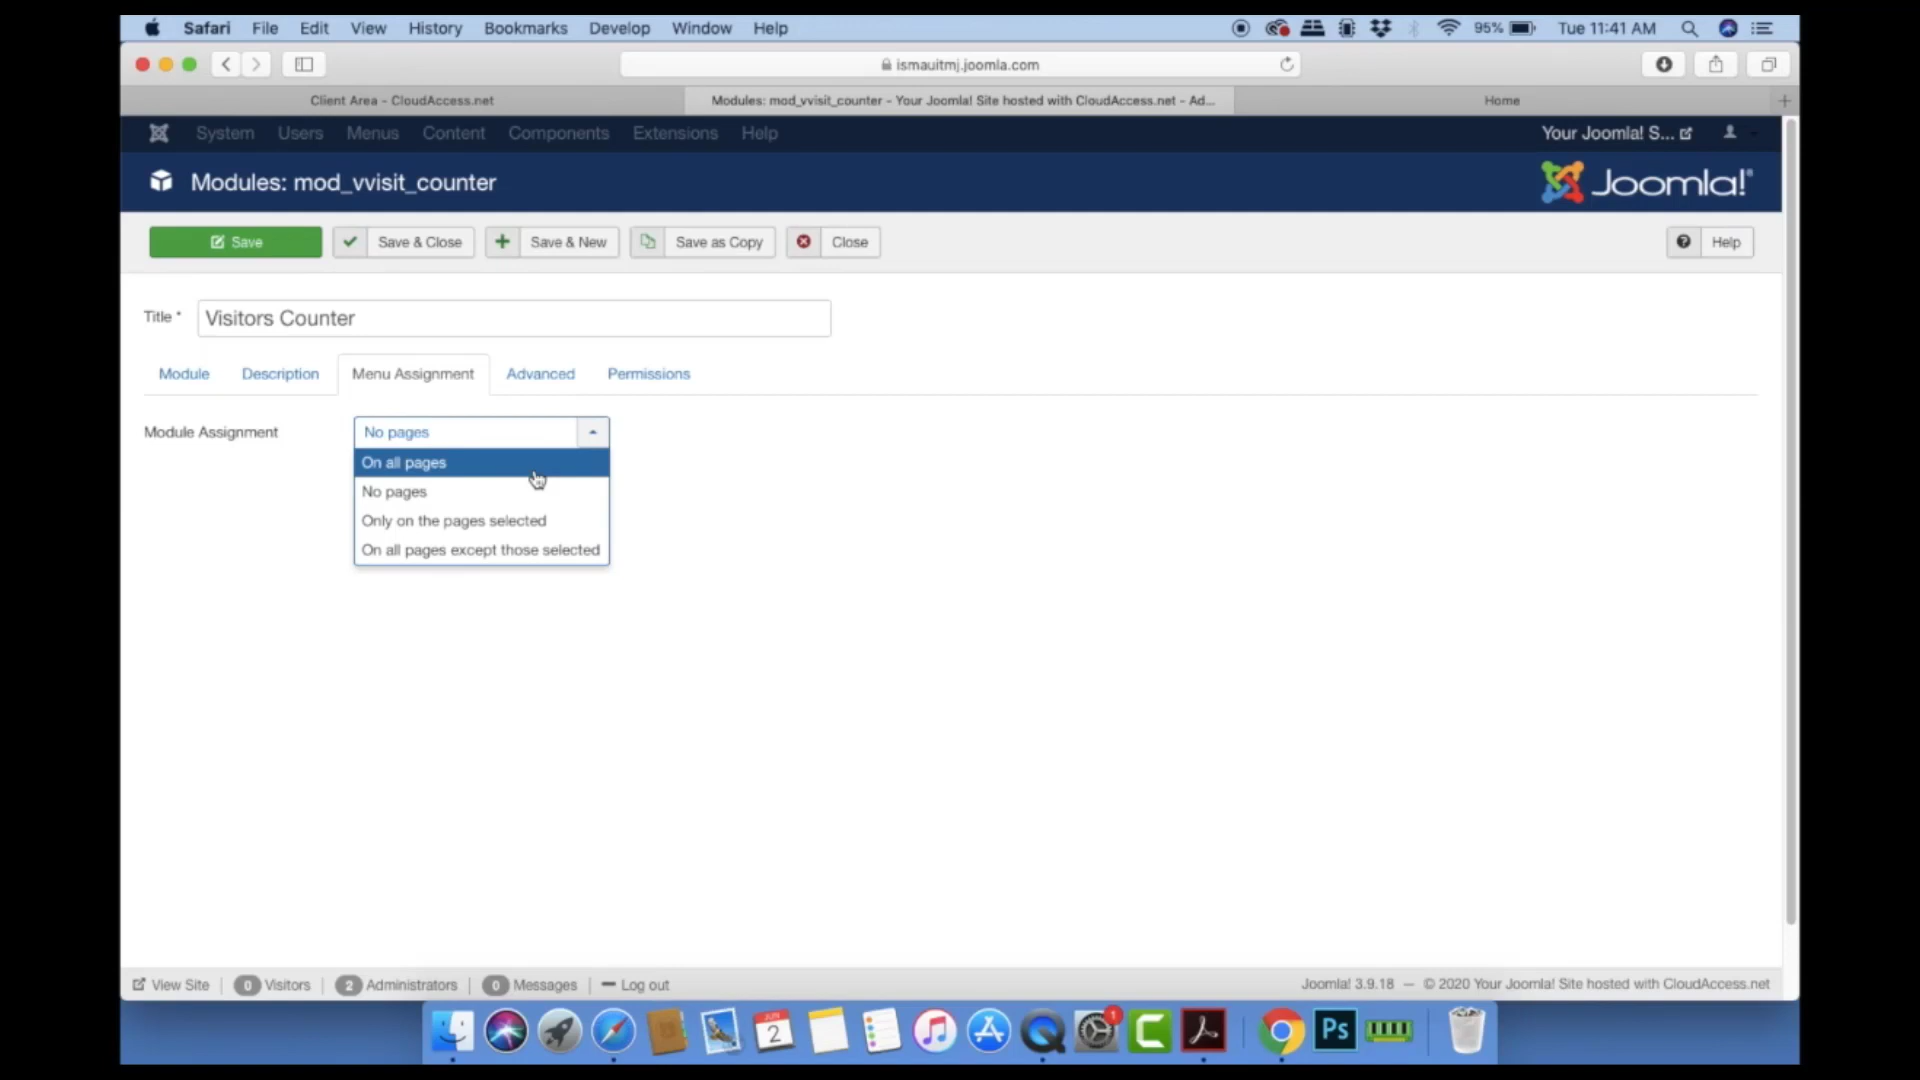 Safari File Edit View History Bookmarks Develop Window Help 95% Tue 11:41 AM
ismauitmj.joomla.com
Client Area - CloudAccess.net Modules: mod_vvisit_counter - Your Joomla! Site hosted with CloudAccess.net - Ad... Home
System Users Menus Content Components Extensions Help Your Joomla! S...
Modules: mod_vvisit_counter Joomla!®
Save Save & Close Save & New Save as Copy Close Help
Title * Visitors Counter
Module Description Menu Assignment Advanced Permissions
Module Assignment No pages
On all pages
No pages
Only on the pages selected
On all pages except those selected
View Site 0 Visitors 2 Administrators 0 Messages Log out Joomla! 3.9.18 — © 2020 Your Joomla! Site hosted with CloudAccess.net
JUN
2
1
Ps